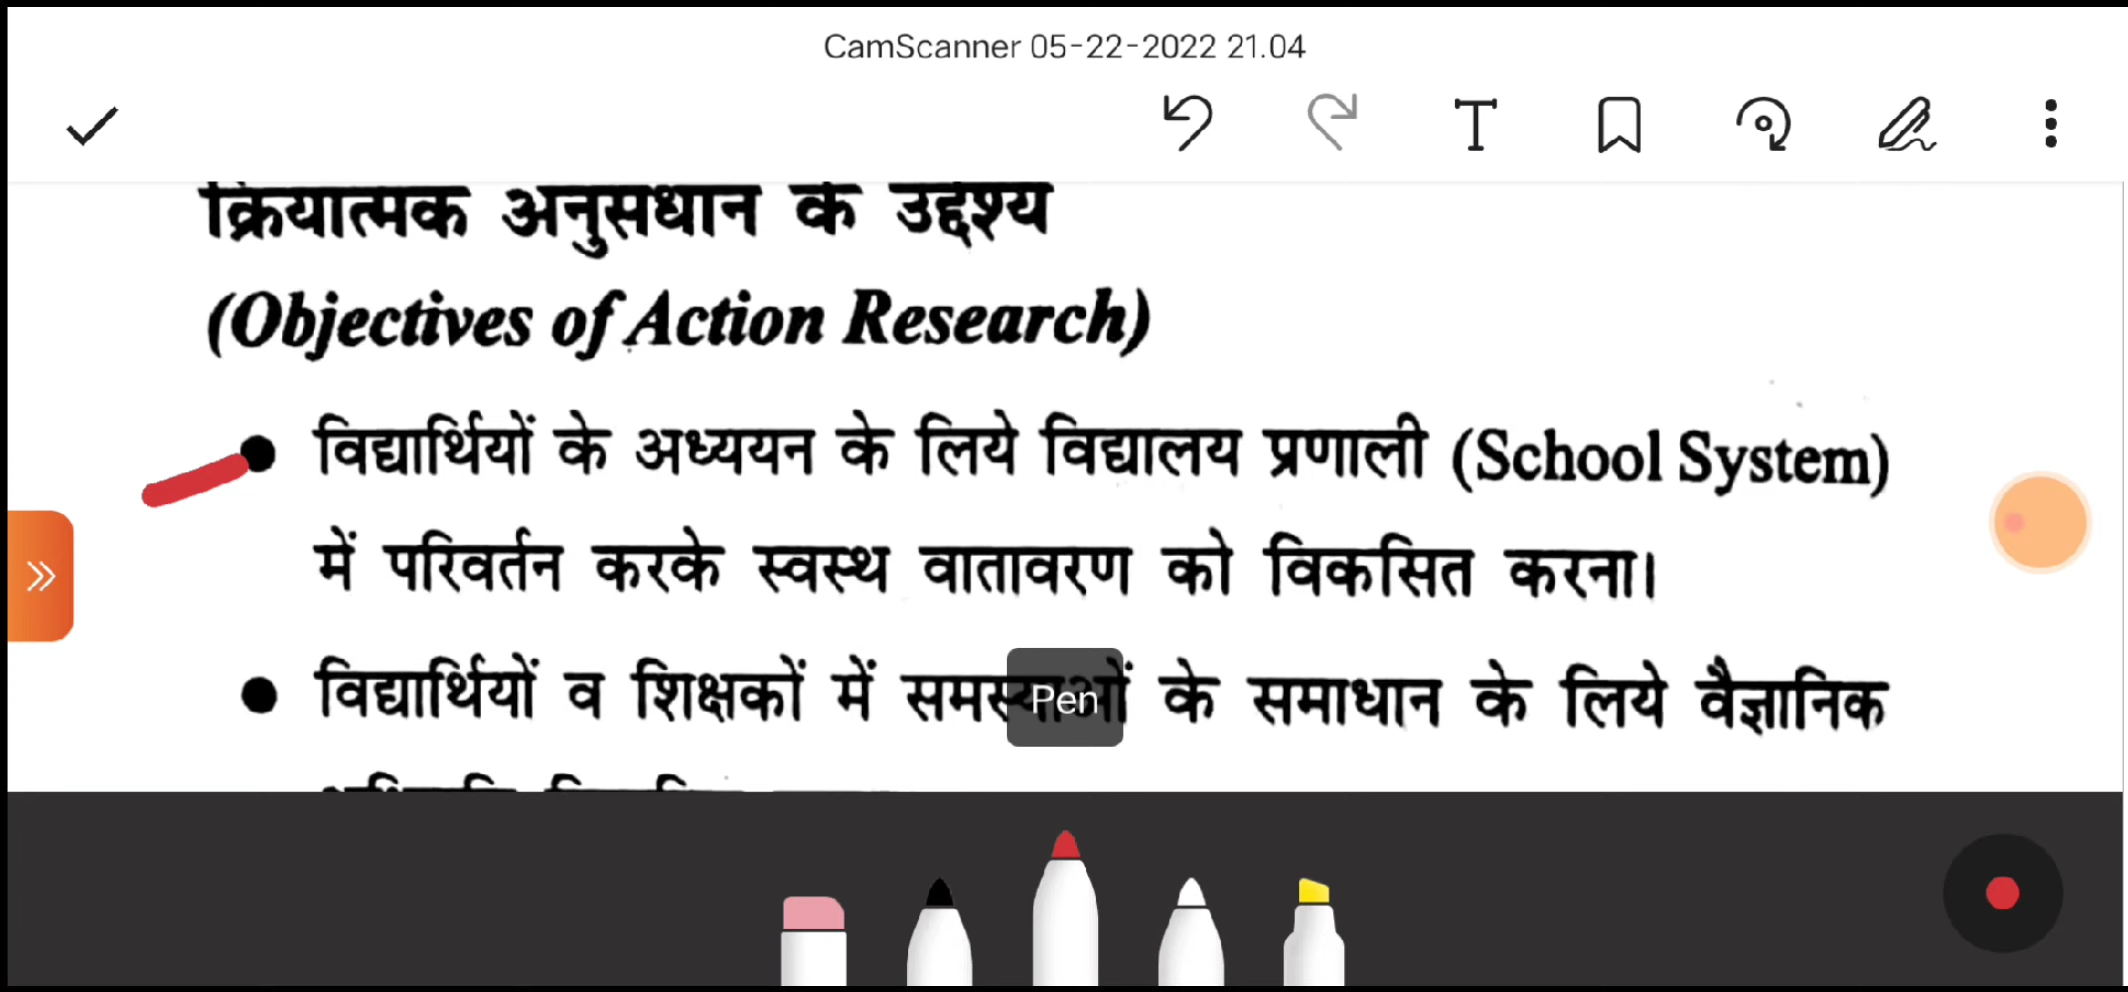 CamScanner 05-22-2022 21.04
क्रियात्मक अनुसंधान के उद्देश्य
(Objectives of Action Research)
● विद्यार्थियों के अध्ययन के लिये विद्यालय प्रणाली (School System)
में परिवर्तन करके स्वस्थ वातावरण को विकसित करना।
● विद्यार्थियों व शिक्षकों में समस्याओं के समाधान के लिये वैज्ञानिक
Pen